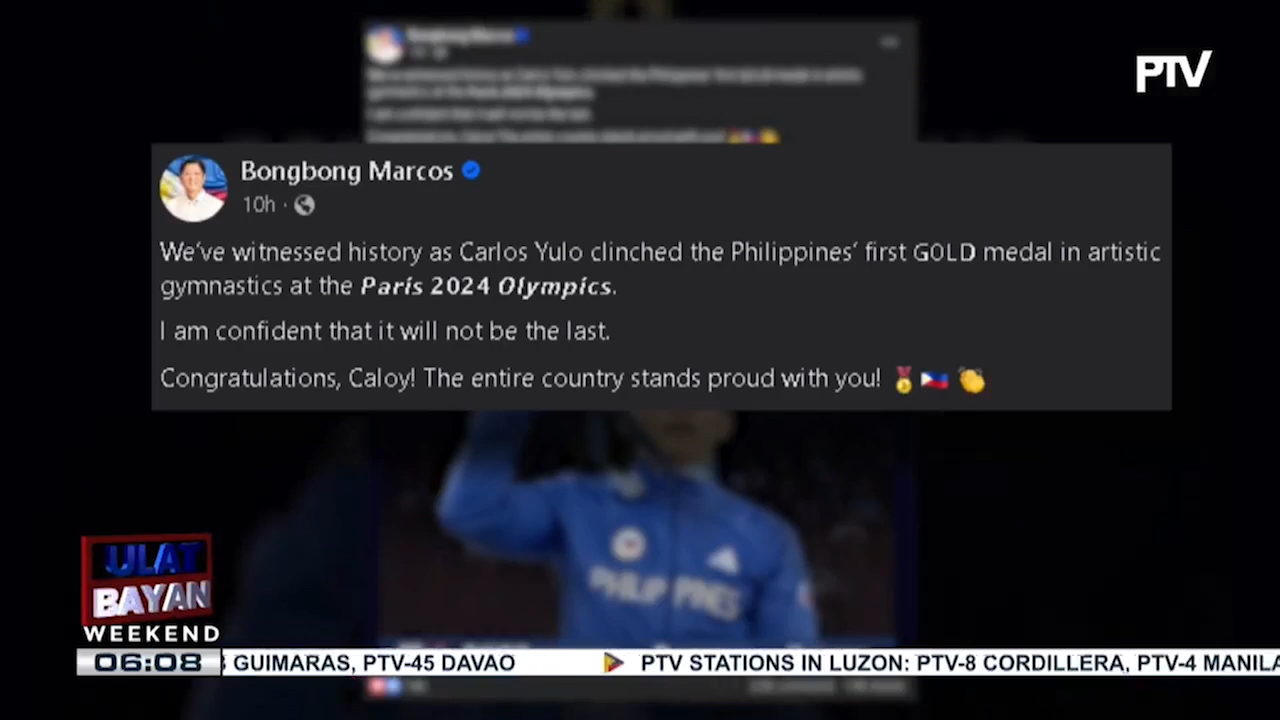 Bongbong Marcos
PTV
Bongbong Marcos
10h ·
We've witnessed history as Carlos Yulo clinched the Philippines' first GOLD medal in artistic
gymnastics at the Paris 2024 Olympics.
I am confident that it will not be the last.
Congratulations, Caloy! The entire country stands proud with you! 🏅🇵🇭👏
PHILIPPINES
ULAT
BAYAN
WEEKEND
06:08 GUIMARAS, PTV-45 DAVAO PTV STATIONS IN LUZON: PTV-8 CORDILLERA, PTV-4 MANILA